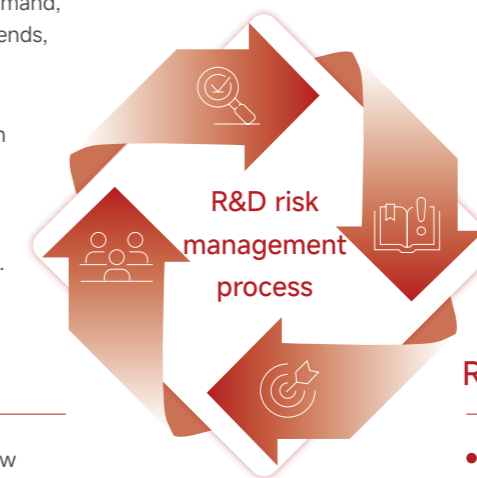 mand,
ends,
n
R&D risk
management
process
.
R
w
•